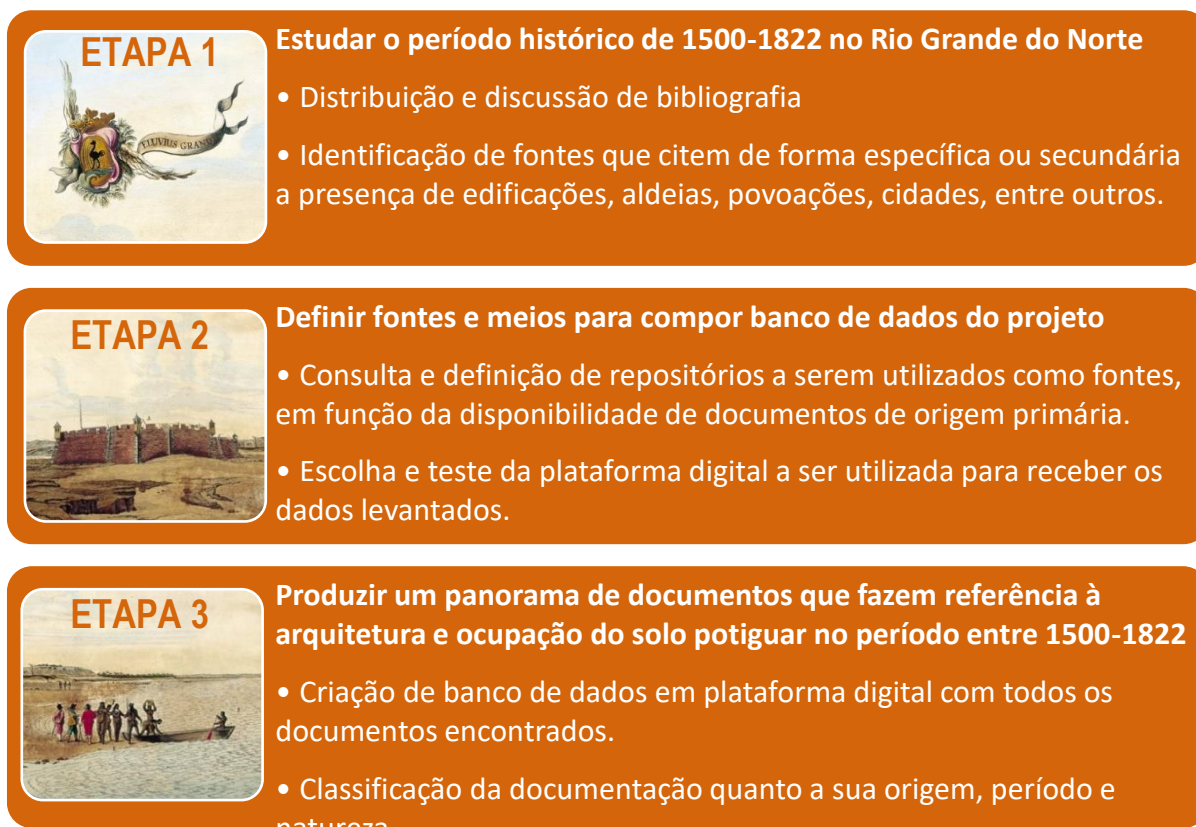 ETAPA 1
Estudar o período histórico de 1500-1822 no Rio Grande do Norte
• Distribuição e discussão de bibliografia
• Identificação de fontes que citem de forma específica ou secundária
a presença de edificações, aldeias, povoações, cidades, entre outros.
FLUVIUS GRANDE
ETAPA 2
Definir fontes e meios para compor banco de dados do projeto
• Consulta e definição de repositórios a serem utilizados como fontes,
em função da disponibilidade de documentos de origem primária.
• Escolha e teste da plataforma digital a ser utilizada para receber os
dados levantados.
ETAPA 3
Produzir um panorama de documentos que fazem referência à
arquitetura e ocupação do solo potiguar no período entre 1500-1822
• Criação de banco de dados em plataforma digital com todos os
documentos encontrados.
• Classificação da documentação quanto a sua origem, período e
natureza